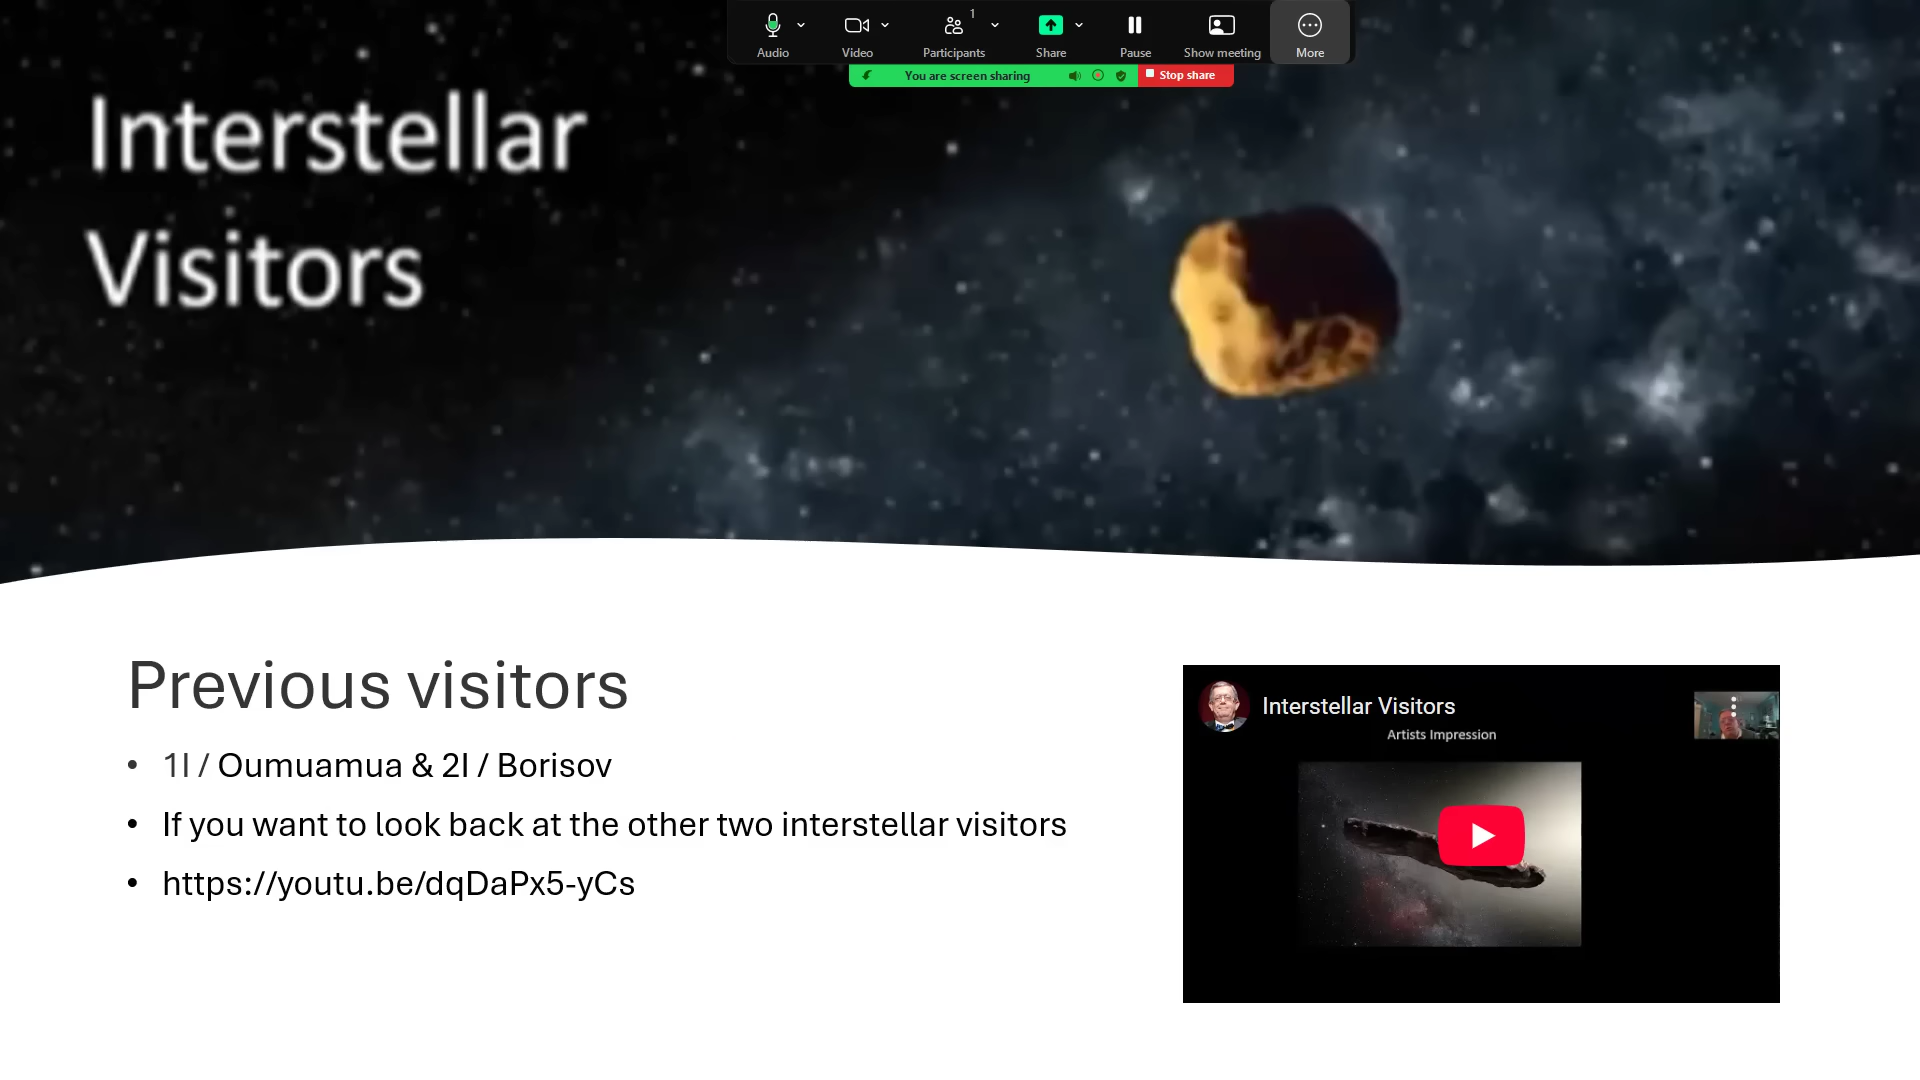 1
Audio
Video
Participants
Share
Pause
Show meeting
More
You are screen sharing
Stop share
Interstellar
Visitors
Previous visitors
• 1I / Oumuamua & 2I / Borisov
• If you want to look back at the other two interstellar visitors
• https://youtu.be/dqDaPx5-yCs
Interstellar Visitors
Artists Impression